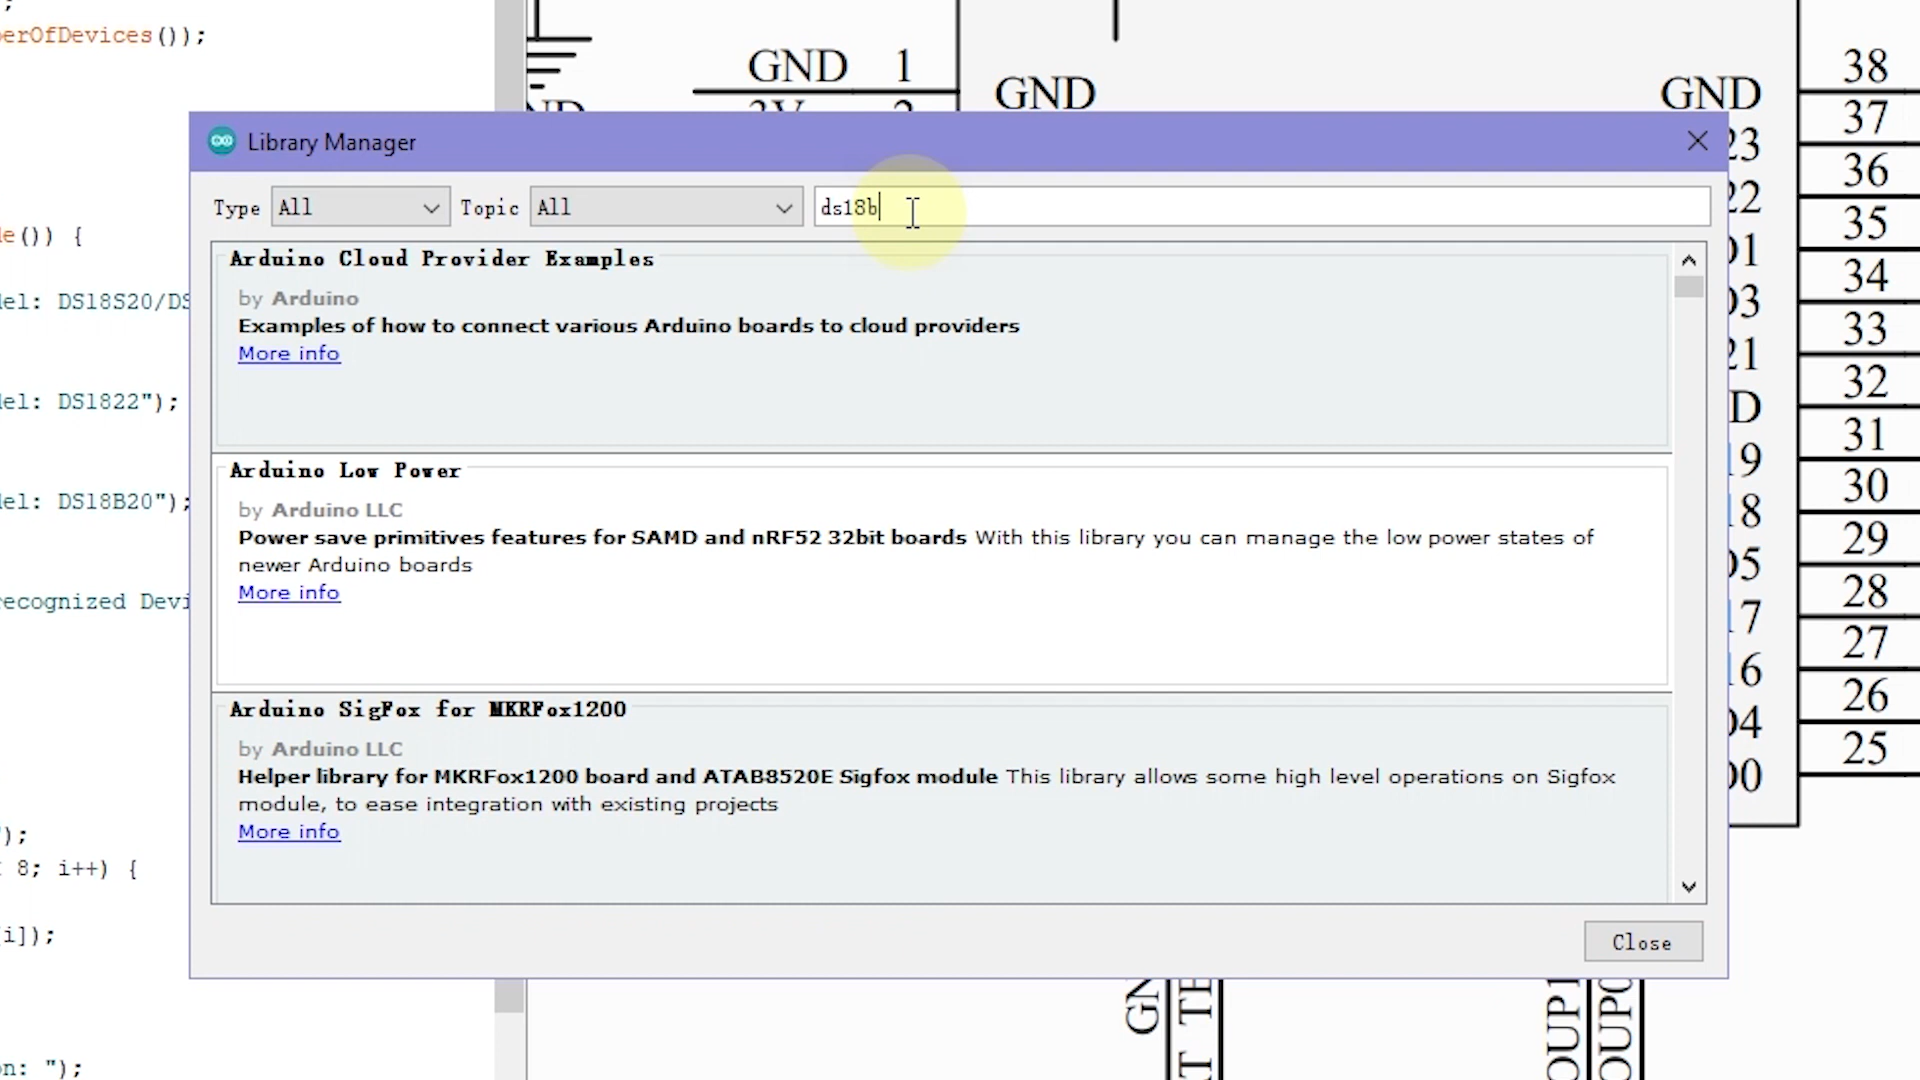 erOfDevices());
GND 1
GND
GND
38
37
23
36
22
35
34
33
21
32
31
30
29
28
27
26
25
Library Manager
Type All Topic All ds18b
Arduino Cloud Provider Examples
by Arduino
Examples of how to connect various Arduino boards to cloud providers
More info
Arduino Low Power
by Arduino LLC
Power save primitives features for SAMD and nRF52 32bit boards With this library you can manage the low power states of
newer Arduino boards
More info
Arduino SigFox for MKRFox1200
by Arduino LLC
Helper library for MKRFox1200 board and ATAB8520E Sigfox module This library allows some high level operations on Sigfox
module, to ease integration with existing projects
More info
Close
e()) {
el: DS18S20/DS
el: DS1822");
el: DS18B20");
recognized Devi
");
8; i++) {
[i]);
on: ");